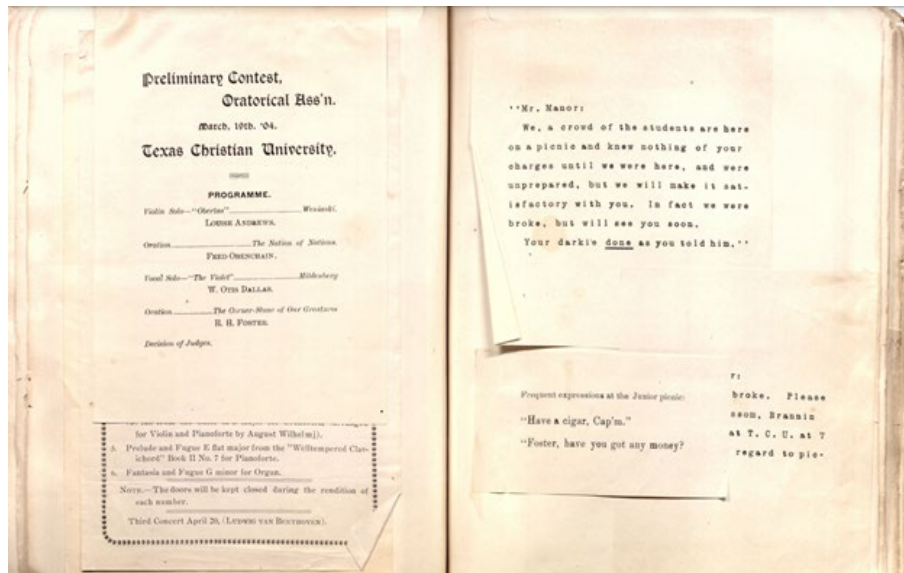 Preliminary Contest,
Oratorical Ass'n.
March, 19th, '04.
Texas Christian University.
PROGRAMME.
Violin Solo—"Obertas" Weniaski.
LOUISE ANDREWS.
Oration The Nation of Nations.
FRED OBENCHAIN.
Vocal Solo—"The Violet" Mildenberg
W. OTIS DALLAS.
Oration The Corner-Stone of Our Greatness
R. H. FOSTER.
Decision of Judges.
for Violin and Pianoforte by August Wilhelmj).
5. Prelude and Fugue E flat major from the "Welltempered Clav-
ichord" Book II No. 7 for Pianoforte.
6. Fantasia and Fugue G minor for Organ.
NOTE.—The doors will be kept closed during the rendition of
each number.
Third Concert April 20, (LUDWIG VAN BEETHOVEN).
''Mr. Manor:
We, a crowd of the students are here
on a picnic and knew nothing of your
charges until we were here, and were
unprepared, but we will make it sat-
isfactory with you. In fact we were
broke, but will see you soon.
Your darkie done as you told him.''
Frequent expressions at the Junior picnic:
"Have a cigar, Cap'm."
"Foster, have you got any money?
r:
broke. Please
ssom, Brannin
at T. C. U. at 7
regard to pic-